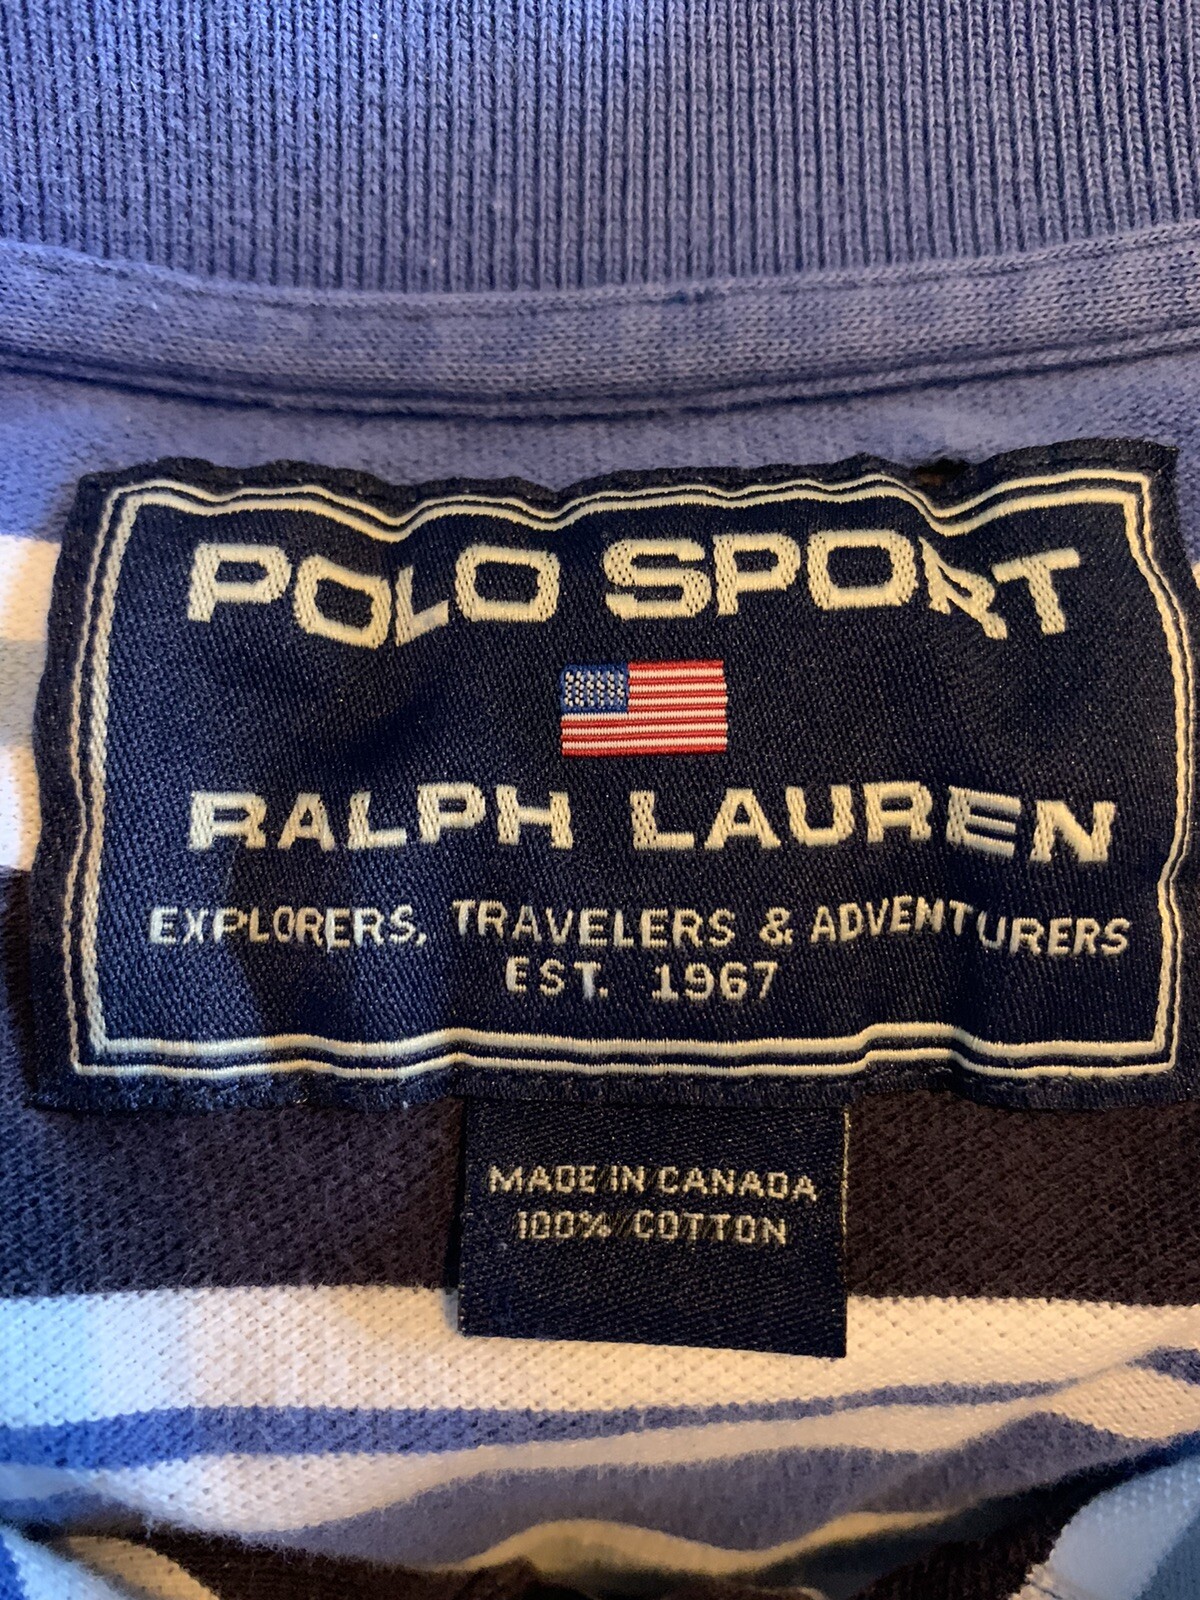 POLO SPORT
RALPH LAUREN
EXPLORERS, TRAVELERS & ADVENTURERS
EST. 1967
MADE IN CANADA
100% COTTON